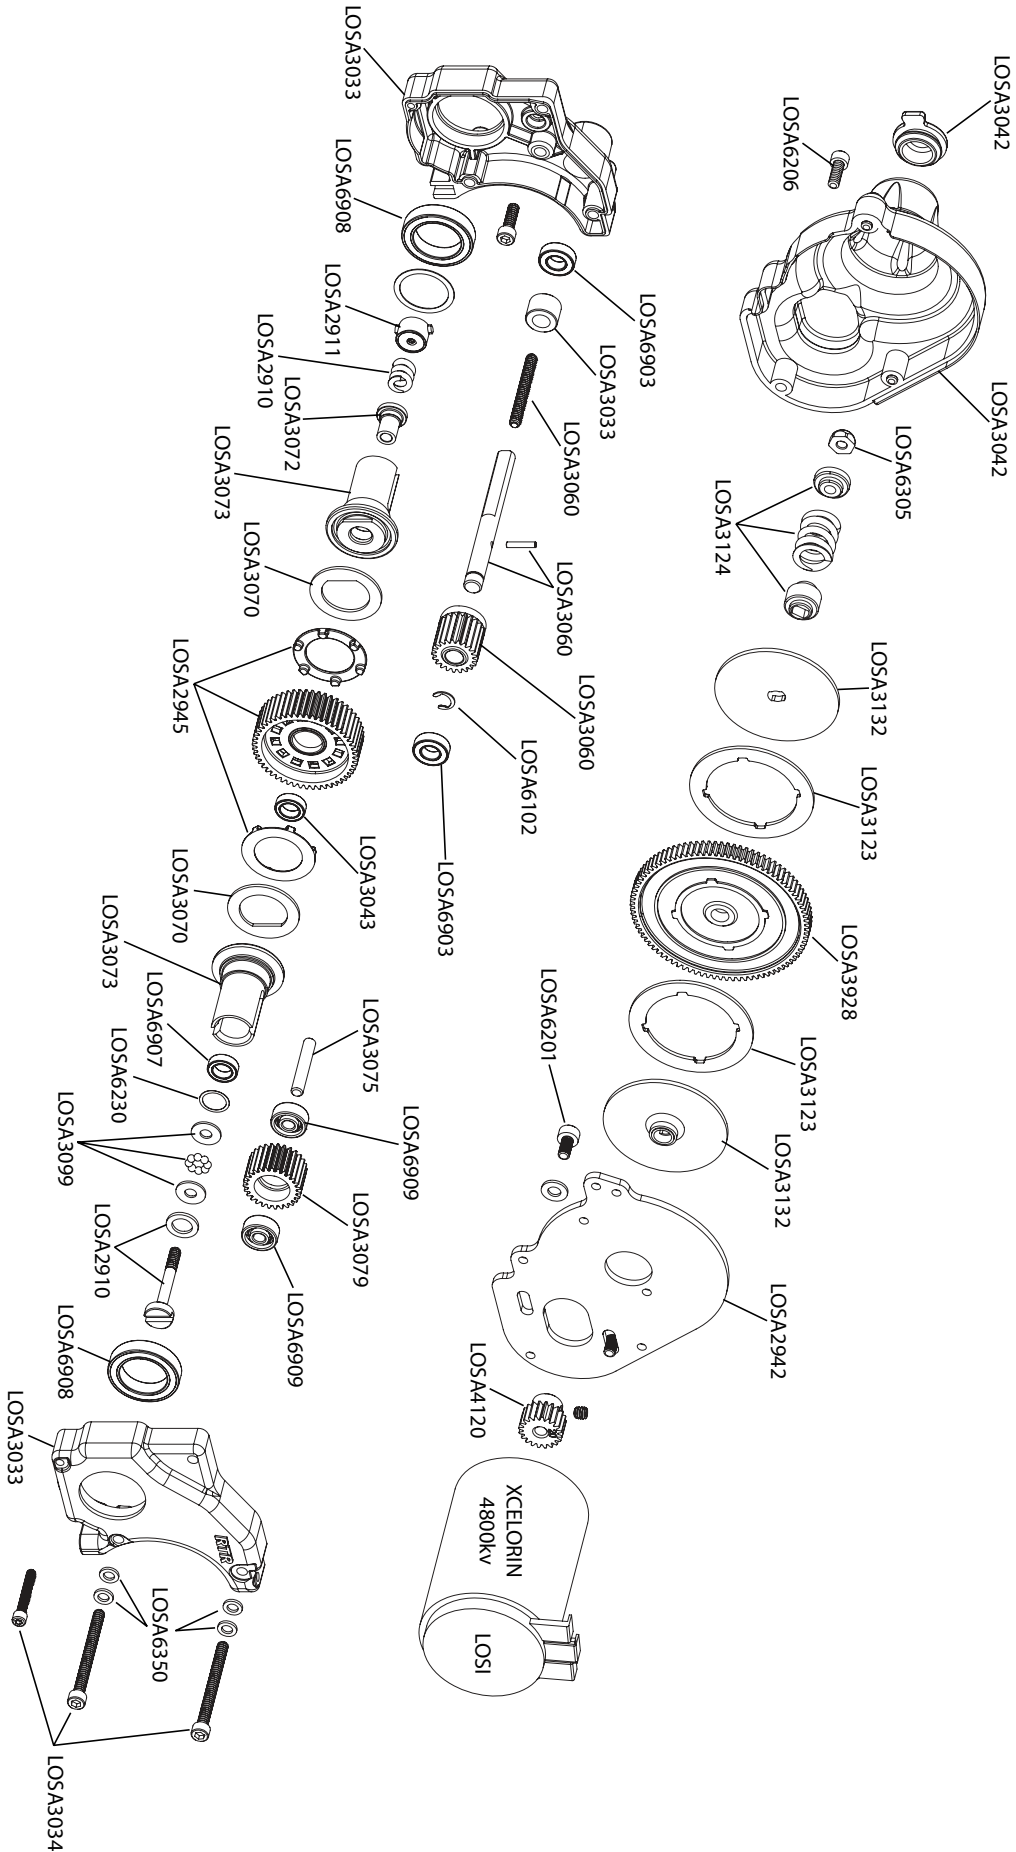 LOSA3042
LOSA6206
LOSA3042
LOSA6305
LOSA3124
LOSA3132
LOSA3123
LOSA3928
LOSA3123
LOSA3132
LOSA6201
LOSA2942
LOSA4120
XCELORIN
4800kv
LOSI
LOSA3033
LOSA6903
LOSA3033
LOSA3060
LOSA3060
LOSA3060
LOSA6102
LOSA6903
LOSA6908
LOSA2911
LOSA2910
LOSA3072
LOSA3073
LOSA3070
LOSA2945
LOSA3043
LOSA3070
LOSA3073
LOSA6907
LOSA6230
LOSA3099
LOSA2910
LOSA6908
LOSA3075
LOSA6909
LOSA3079
LOSA6909
LOSA3033
RTR
LOSA6350
LOSA3034